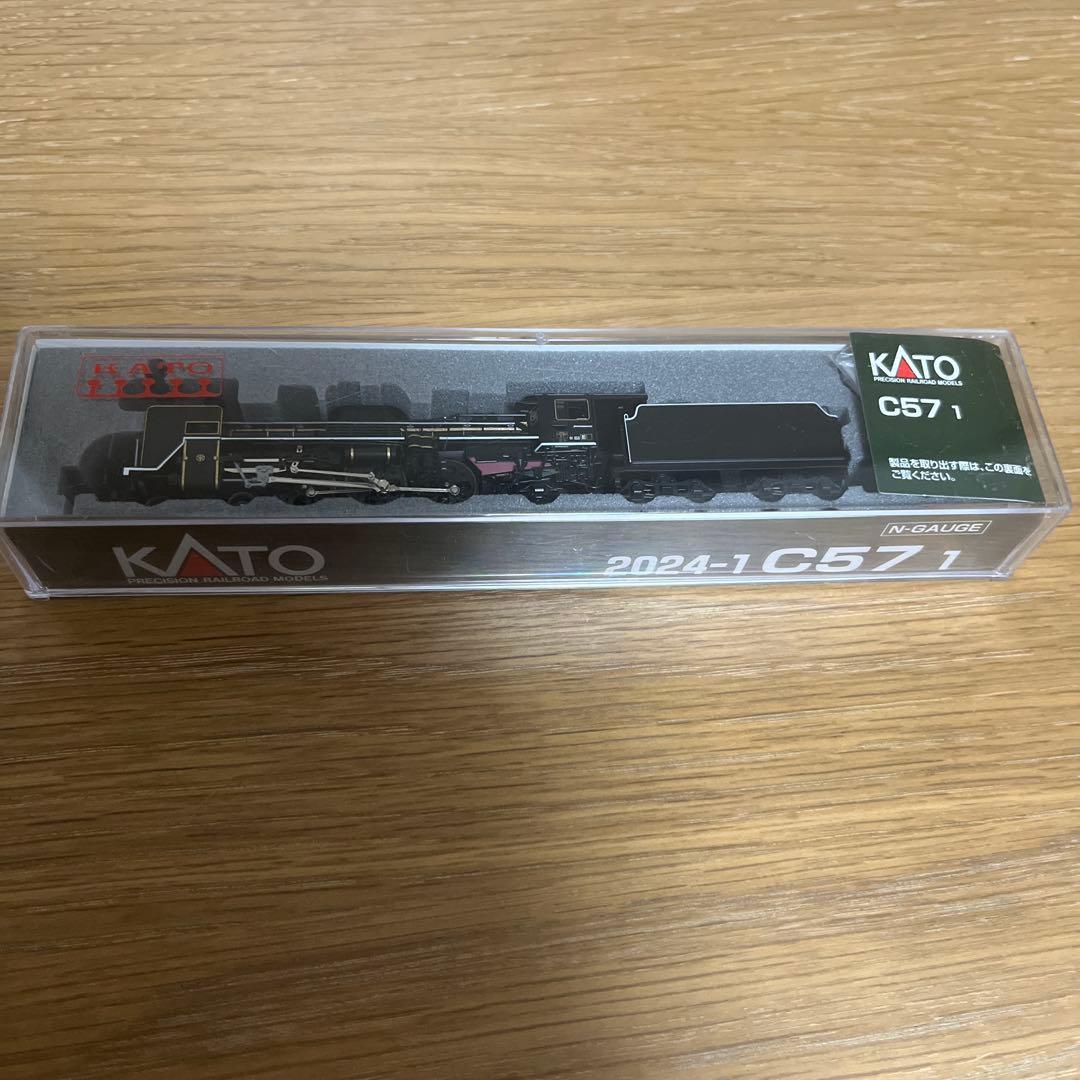 KATO
KATO
PRECISION RAILROAD MODELS
C57 1
製品を取り出す際は、この裏面を
ご覧ください。
N-GAUGE
KATO
PRECISION RAILROAD MODELS
2024-1 C57 1